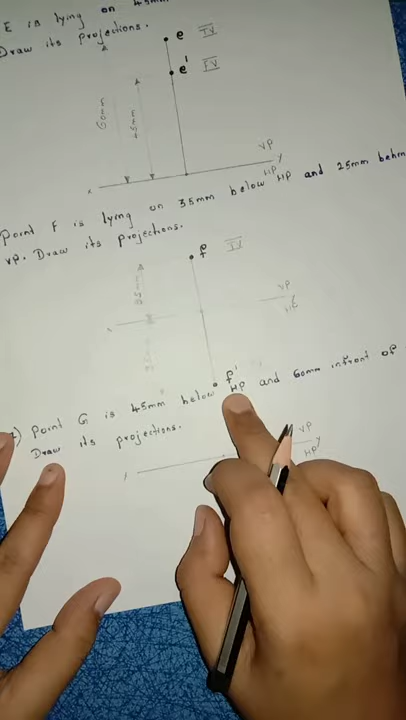 E is lying on 45mm
Draw its projections.
e TV
e' FV
60mm
45mm
VP
x HP y
Point F is lying on 35mm below HP and 25mm behin
VP. Draw its projections.
f TV
VP
x HP
f'
Point G is 45mm below HP and 60mm infront of
Draw its projections.
VP
x HP y